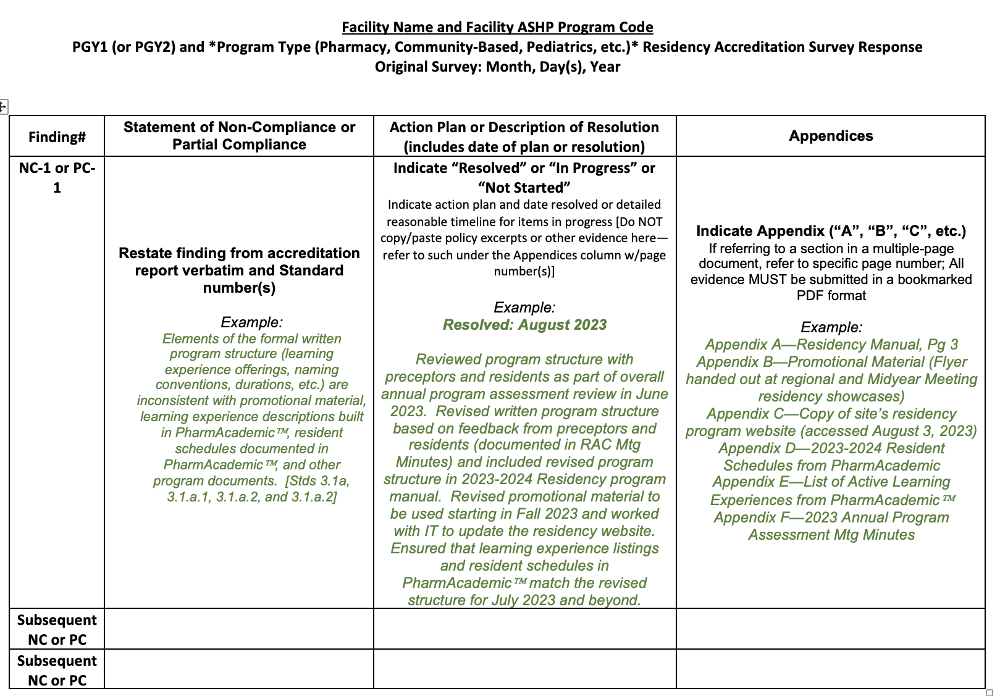 Facility Name and Facility ASHP Program Code
PGY1 (or PGY2) and *Program Type (Pharmacy, Community-Based, Pediatrics, etc.)* Residency Accreditation Survey Response
Original Survey: Month, Day(s), Year
Finding#
Statement of Non-Compliance or
Partial Compliance
Action Plan or Description of Resolution
(includes date of plan or resolution)
Appendices
NC-1 or PC-
1
Restate finding from accreditation
report verbatim and Standard
number(s)
Example:
Elements of the formal written
program structure (learning
experience offerings, naming
conventions, durations, etc.) are
inconsistent with promotional material,
learning experience descriptions built
in PharmAcademic™, resident
schedules documented in
PharmAcademic™, and other
program documents.  [Stds 3.1a,
3.1.a.1, 3.1.a.2, and 3.1.a.2]
Indicate “Resolved” or “In Progress” or
“Not Started”
Indicate action plan and date resolved or detailed
reasonable timeline for items in progress [Do NOT
copy/paste policy excerpts or other evidence here—
refer to such under the Appendices column w/page
number(s)]
Example:
Resolved: August 2023
Reviewed program structure with
preceptors and residents as part of overall
annual program assessment review in June
2023.  Revised written program structure
based on feedback from preceptors and
residents (documented in RAC Mtg
Minutes) and included revised program
structure in 2023-2024 Residency program
manual.  Revised promotional material to
be used starting in Fall 2023 and worked
with IT to update the residency website.
Ensured that learning experience listings
and resident schedules in
PharmAcademic™ match the revised
structure for July 2023 and beyond.
Indicate Appendix (“A”, “B”, “C”, etc.)
If referring to a section in a multiple-page
document, refer to specific page number; All
evidence MUST be submitted in a bookmarked
PDF format
Example:
Appendix A—Residency Manual, Pg 3
Appendix B—Promotional Material (Flyer
handed out at regional and Midyear Meeting
residency showcases)
Appendix C—Copy of site’s residency
program website (accessed August 3, 2023)
Appendix D—2023-2024 Resident
Schedules from PharmAcademic
Appendix E—List of Active Learning
Experiences from PharmAcademic™
Appendix F—2023 Annual Program
Assessment Mtg Minutes
Subsequent
NC or PC
Subsequent
NC or PC